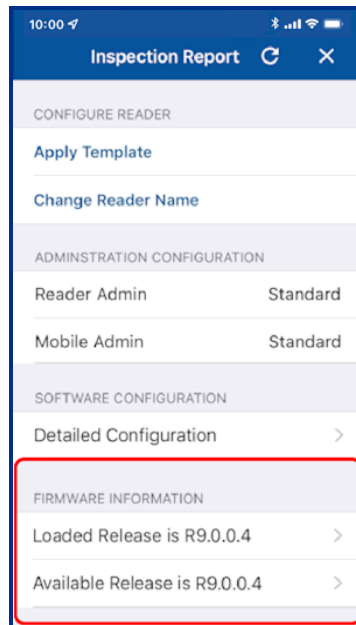 10:00
Inspection Report
CONFIGURE READER
Apply Template
Change Reader Name
ADMINSTRATION CONFIGURATION
Reader Admin Standard
Mobile Admin Standard
SOFTWARE CONFIGURATION
Detailed Configuration
FIRMWARE INFORMATION
Loaded Release is R9.0.0.4
Available Release is R9.0.0.4